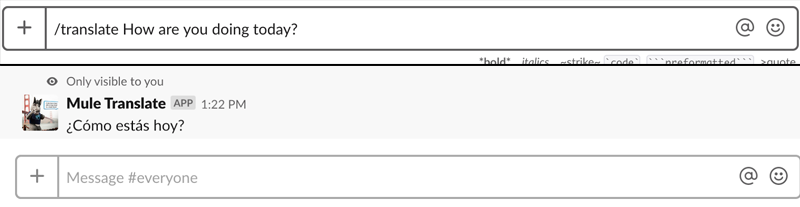 /translate How are you doing today?
*bold* _italics_ ~strike~ `code` ```preformatted``` >quote
Only visible to you
Mule Translate APP 1:22 PM
¿Cómo estás hoy?
Message #everyone